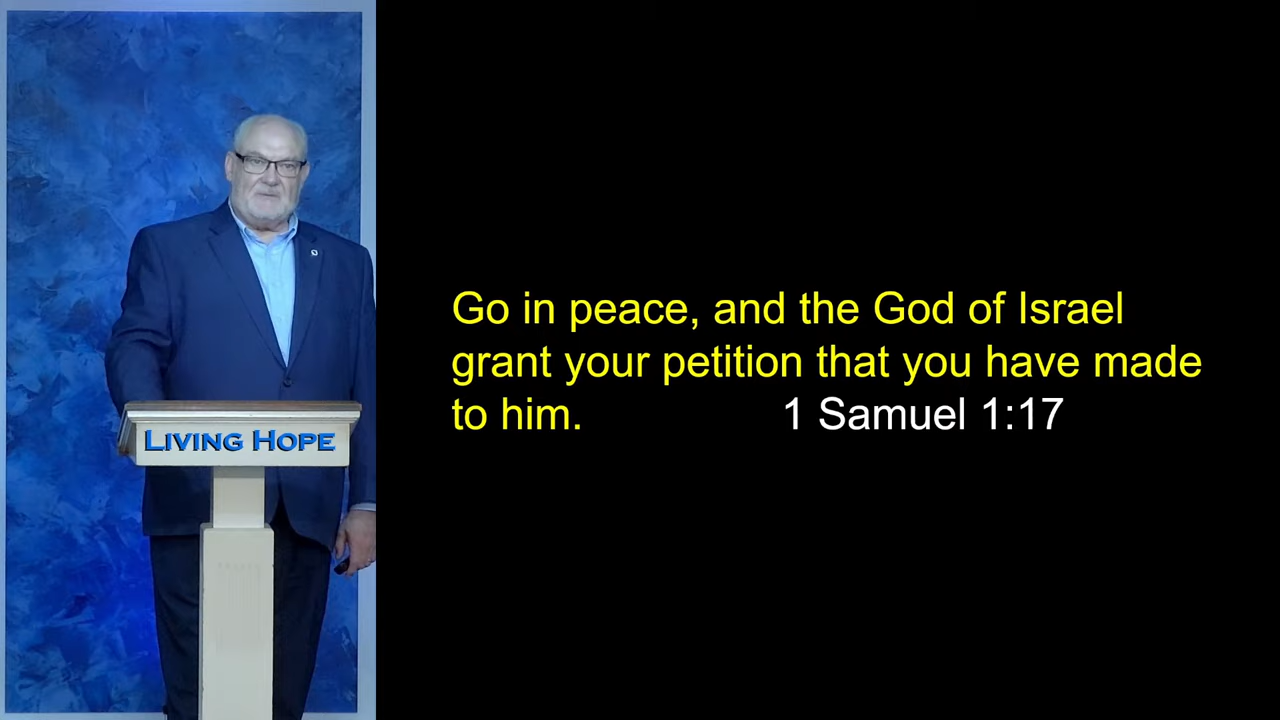 LIVING HOPE
Go in peace, and the God of Israel
grant your petition that you have made
to him. 1 Samuel 1:17